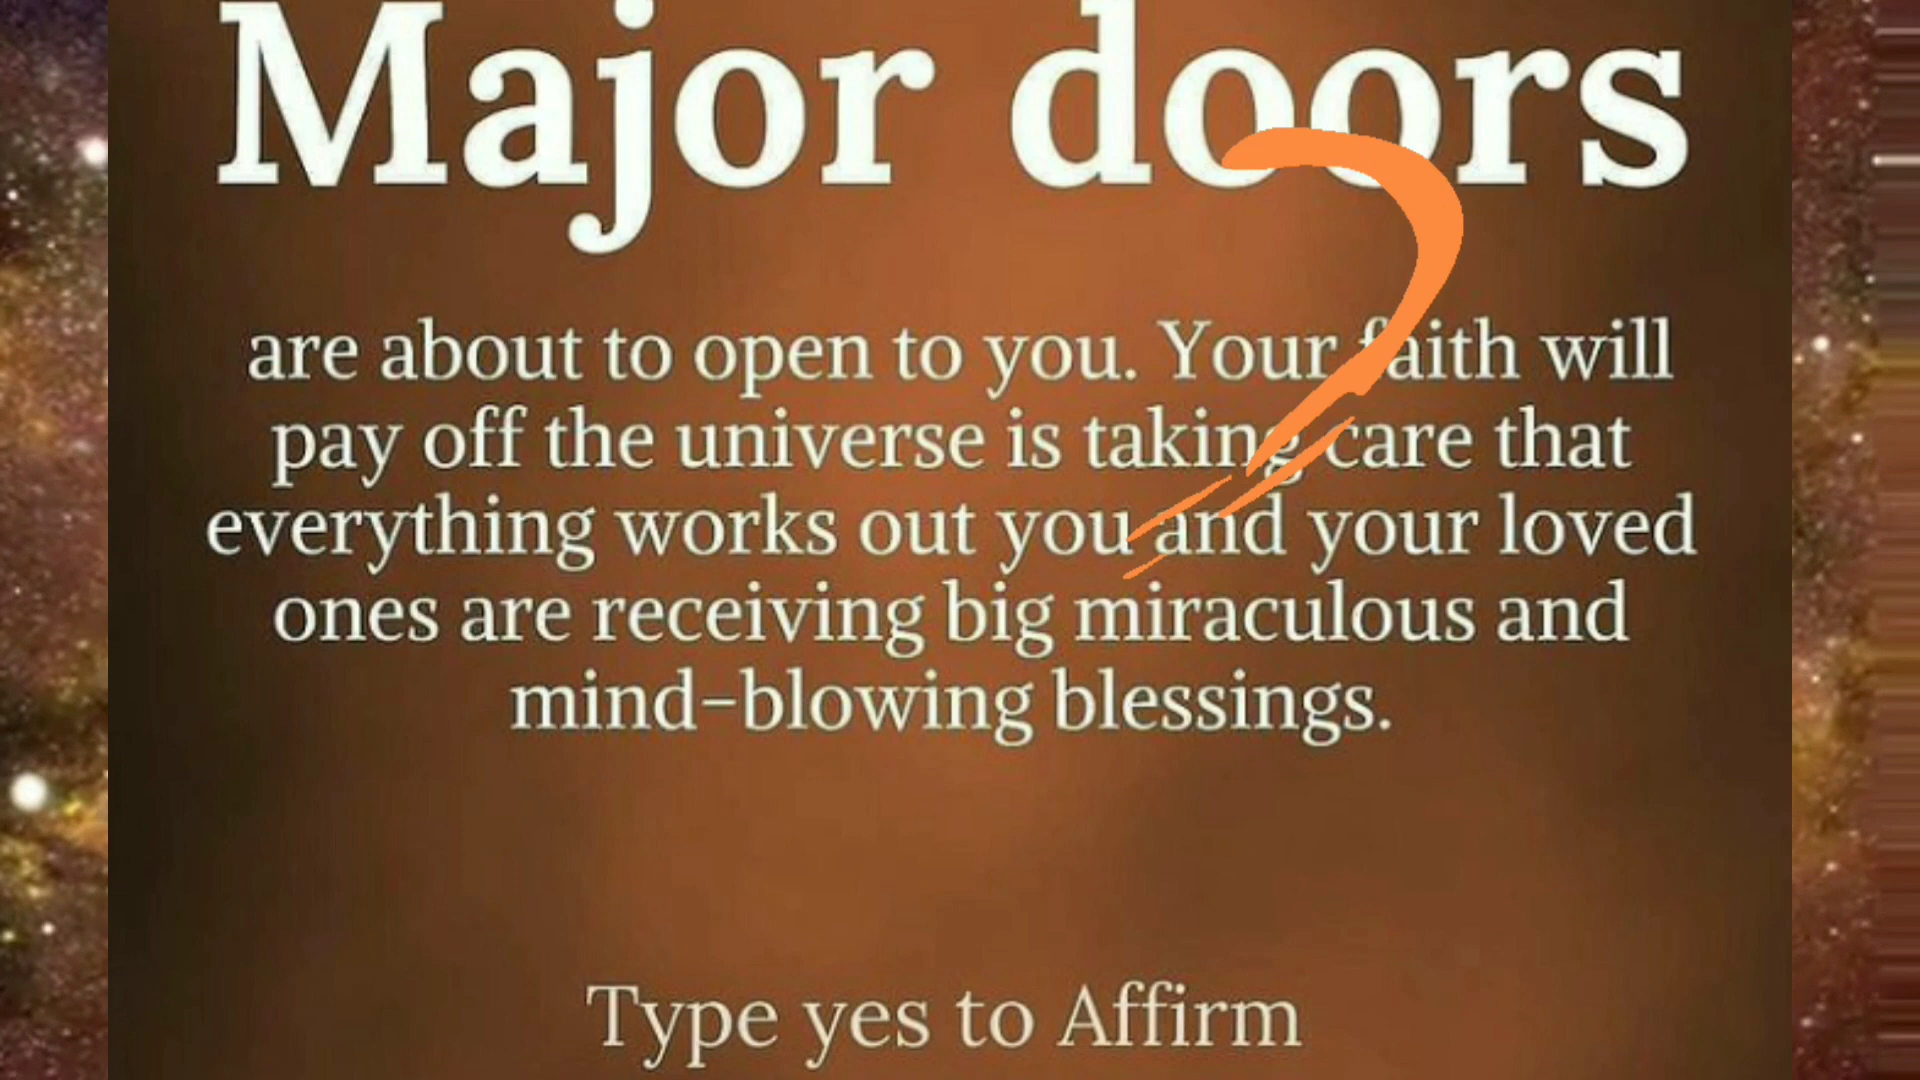 Major doors
are about to open to you. Your faith will
pay off the universe is taking care that
everything works out you and your loved
ones are receiving big miraculous and
mind-blowing blessings.
Type yes to Affirm